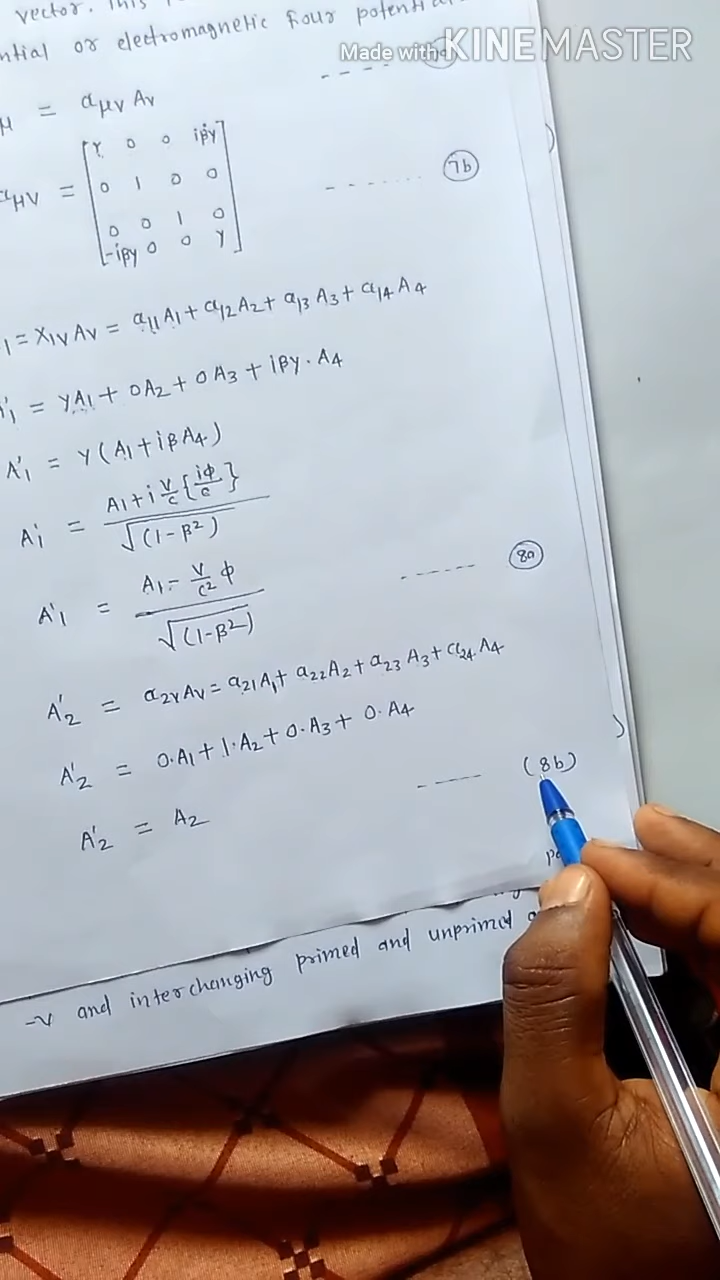 vector. This
ntial or electromagnetic four potential
Made with KINEMASTER
= aμν Aν
aμν = [γ 0 0 iβγ
0 1 0 0
0 0 1 0
-iβγ 0 0 γ] ------- (7b)
1 = X1ν Aν = a11 A1 + a12 A2 + a13 A3 + a14 A4
'1 = γA1 + 0A2 + 0A3 + iβγ · A4
A'1 = γ (A1 + iβ A4)
A'1 = A1 + i v/c {iφ/c} / √(1-β²)
A'1 = A1 - v/c² φ / √(1-β²) ------- (8a)
A'2 = a2ν Aν = a21 A1 + a22 A2 + a23 A3 + a24 A4
A'2 = 0·A1 + 1·A2 + 0·A3 + 0·A4
A'2 = A2 ------- (8b)
-v and interchanging primed and unprimed